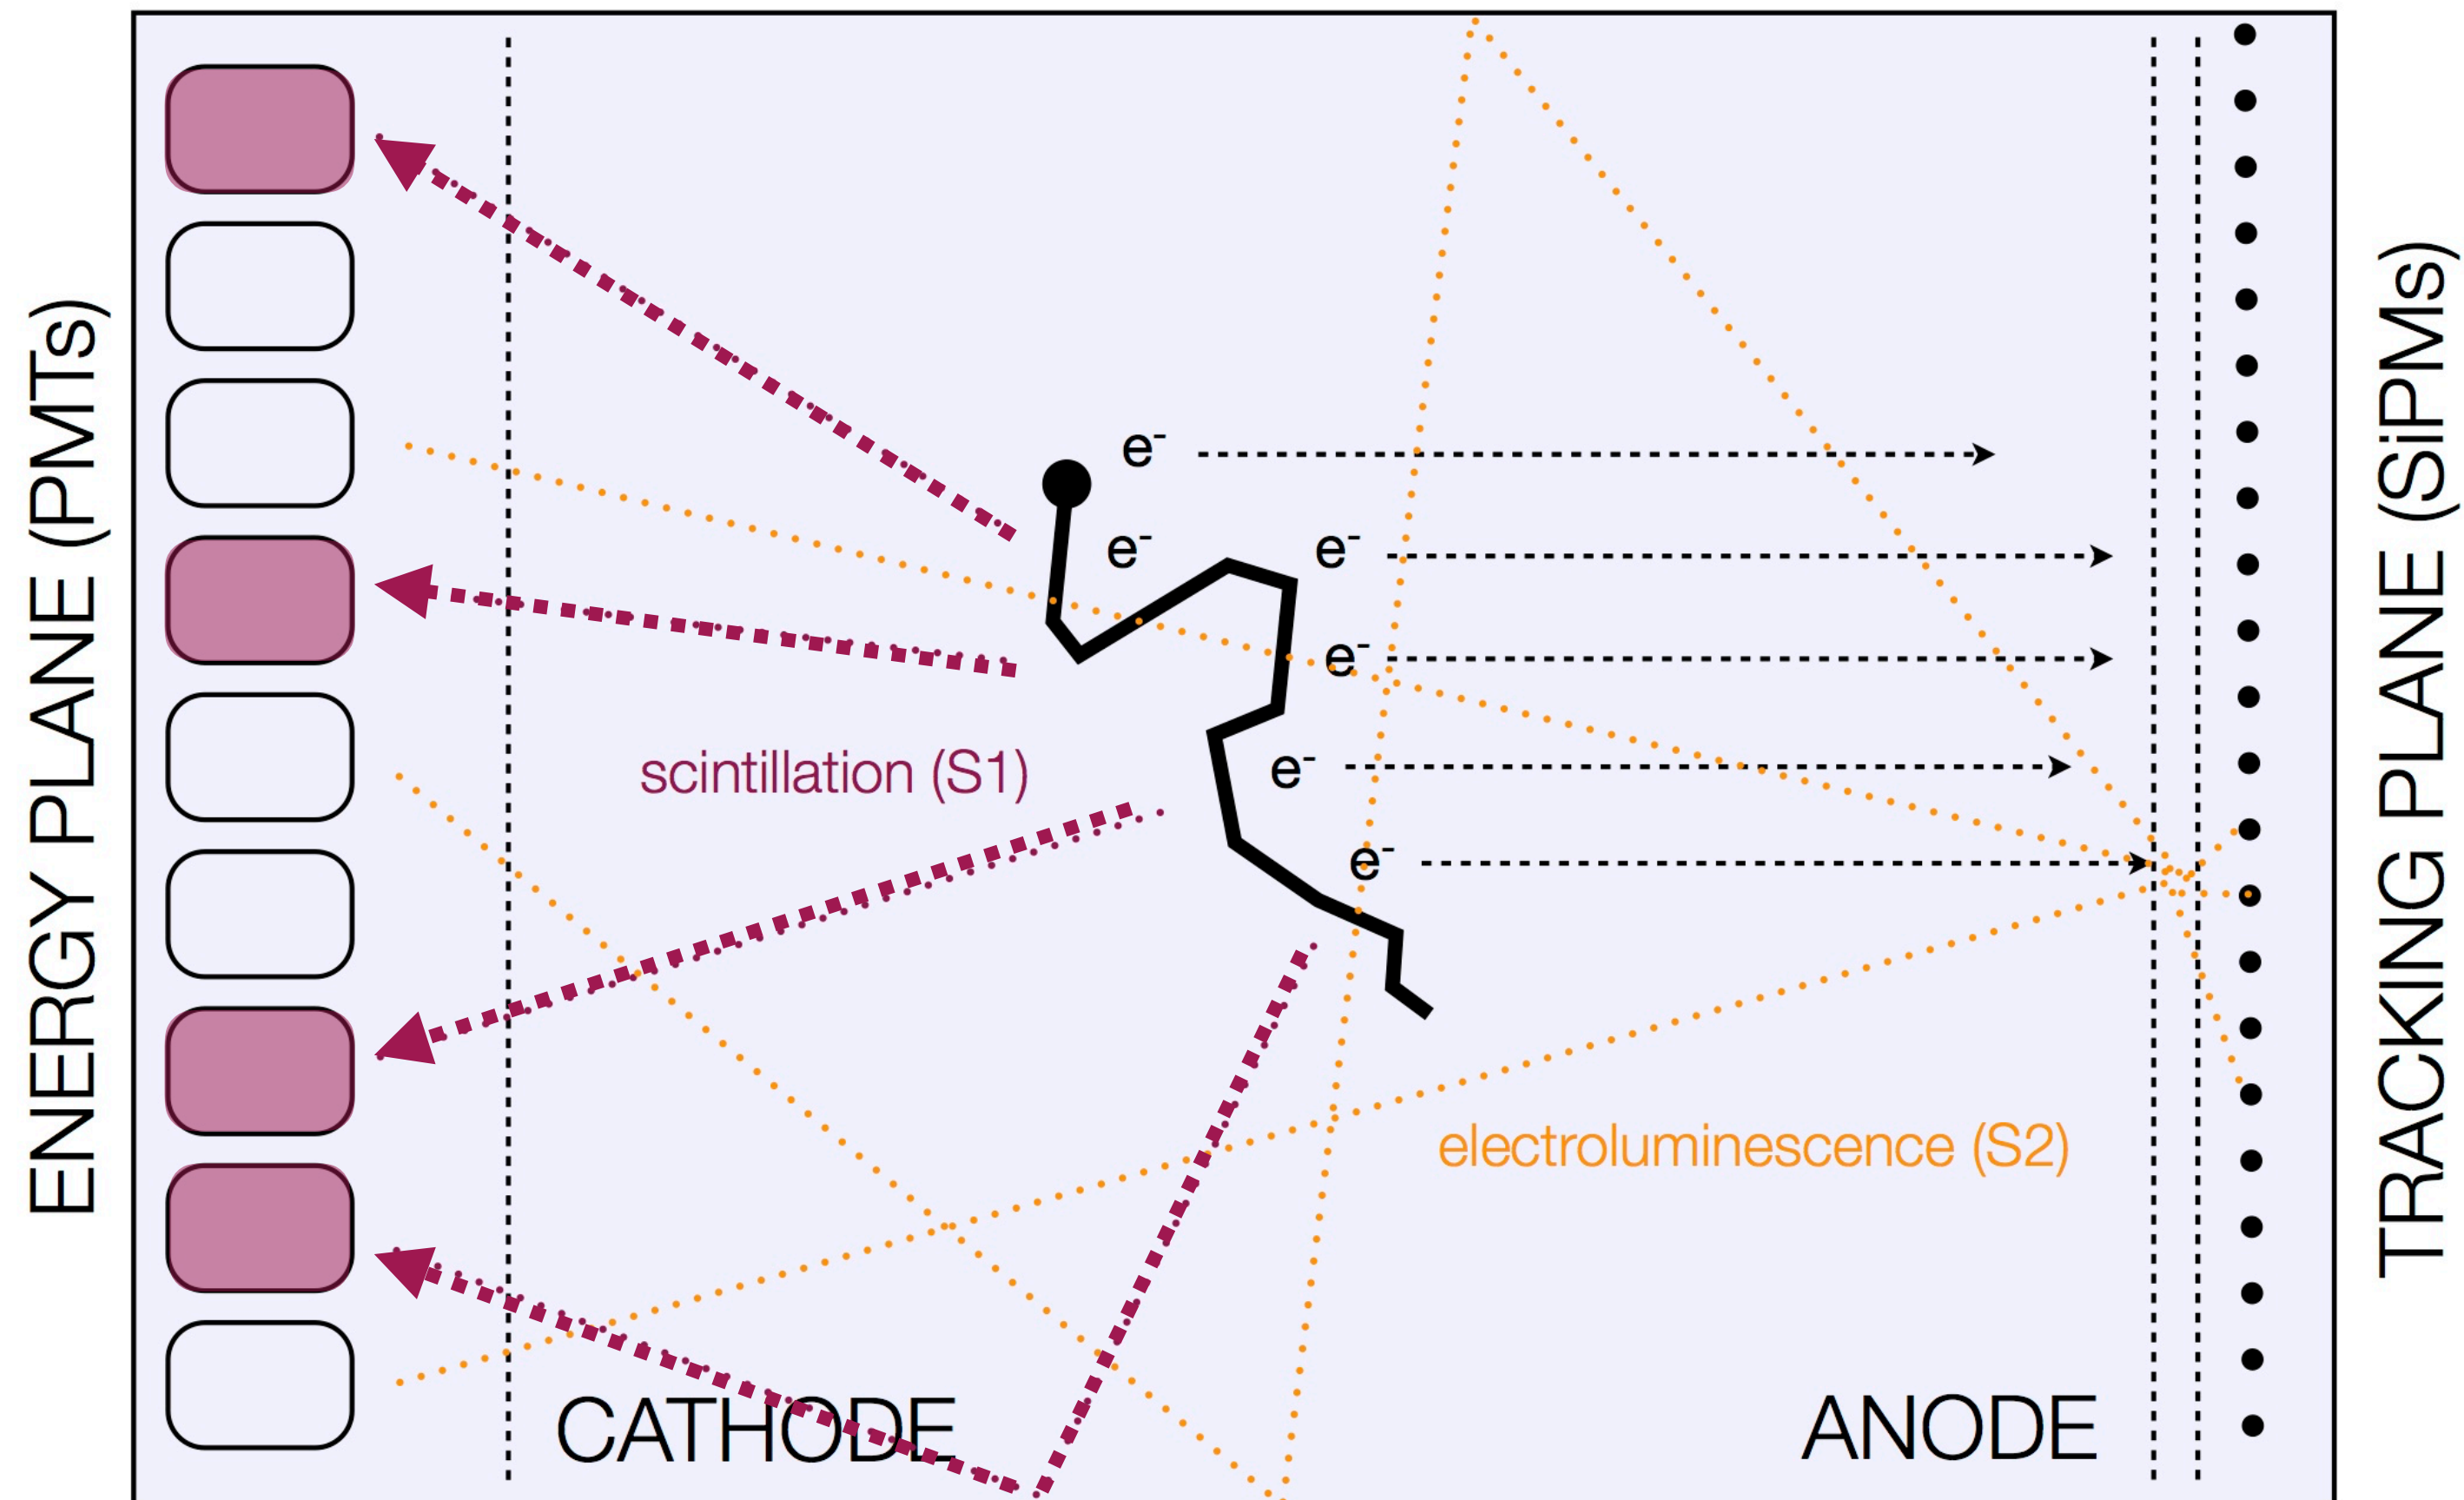 ENERGY PLANE (PMTs)
e-
e-
e-
e-
scintillation (S1)
e-
e-
electroluminescence (S2)
CATHODE
ANODE
TRACKING PLANE (SiPMs)